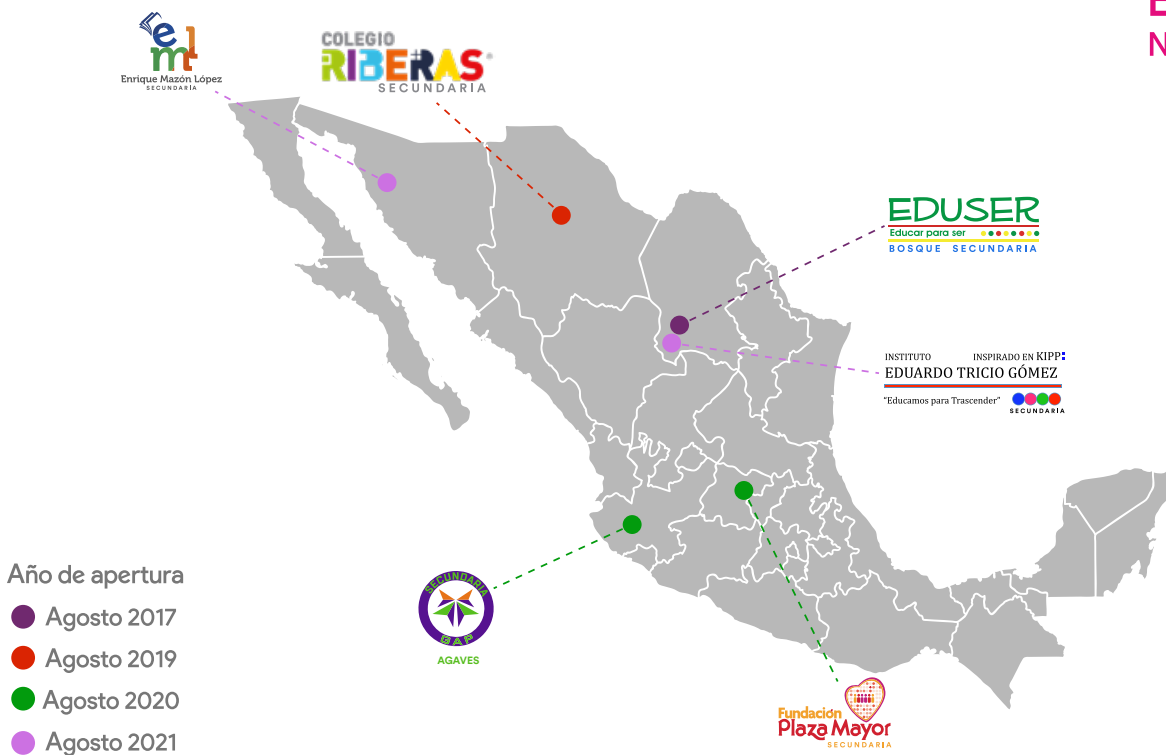 eml
Enrique Mazón López
SECUNDARIA
COLEGIO
RIBERAS
SECUNDARIA
EDUSER
Educar para ser
BOSQUE SECUNDARIA
INSTITUTO INSPIRADO EN KIPP:
EDUARDO TRICIO GÓMEZ
"Educamos para Trascender"
SECUNDARIA
Año de apertura
Agosto 2017
Agosto 2019
Agosto 2020
Agosto 2021
SECUNDARIA
GAP
AGAVES
Fundación
Plaza Mayor
SECUNDARIA